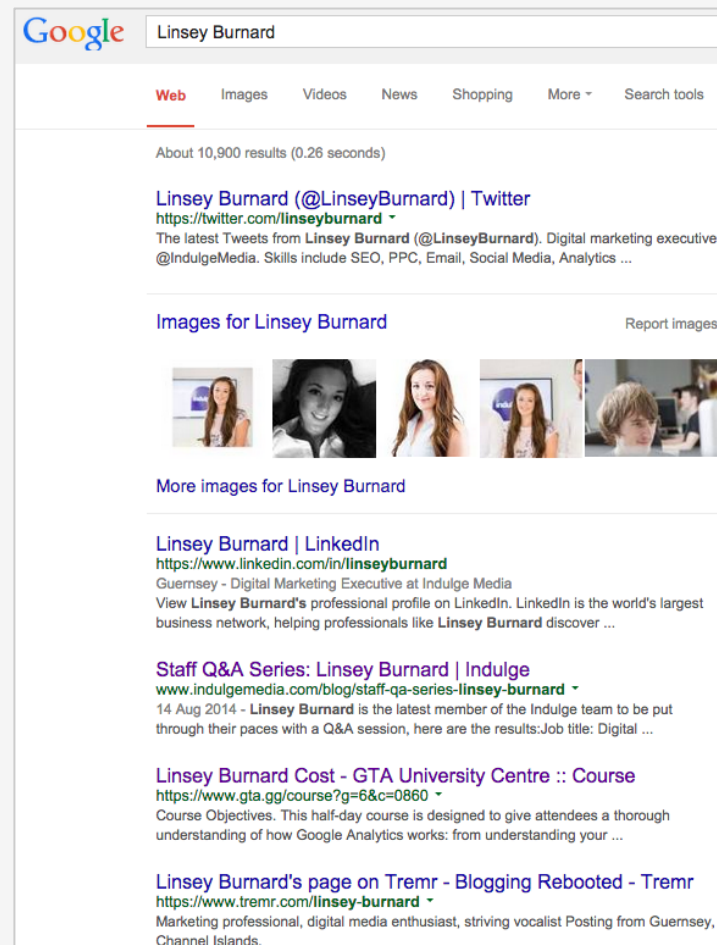 Google Linsey Burnard
Web Images Videos News Shopping More Search tools
About 10,900 results (0.26 seconds)
Linsey Burnard (@LinseyBurnard) | Twitter
https://twitter.com/linseyburnard
The latest Tweets from Linsey Burnard (@LinseyBurnard). Digital marketing executive
@IndulgeMedia. Skills include SEO, PPC, Email, Social Media, Analytics ...
Images for Linsey Burnard Report images
More images for Linsey Burnard
Linsey Burnard | LinkedIn
https://www.linkedin.com/in/linseyburnard
Guernsey - Digital Marketing Executive at Indulge Media
View Linsey Burnard's professional profile on LinkedIn. LinkedIn is the world's largest
business network, helping professionals like Linsey Burnard discover ...
Staff Q&A Series: Linsey Burnard | Indulge
www.indulgemedia.com/blog/staff-qa-series-linsey-burnard
14 Aug 2014 - Linsey Burnard is the latest member of the Indulge team to be put
through their paces with a Q&A session, here are the results:Job title: Digital ...
Linsey Burnard Cost - GTA University Centre :: Course
https://www.gta.gg/course?g=6&c=0860
Course Objectives. This half-day course is designed to give attendees a thorough
understanding of how Google Analytics works: from understanding your ...
Linsey Burnard's page on Tremr - Blogging Rebooted - Tremr
https://www.tremr.com/linsey-burnard
Marketing professional, digital media enthusiast, striving vocalist Posting from Guernsey,
Channel Islands.